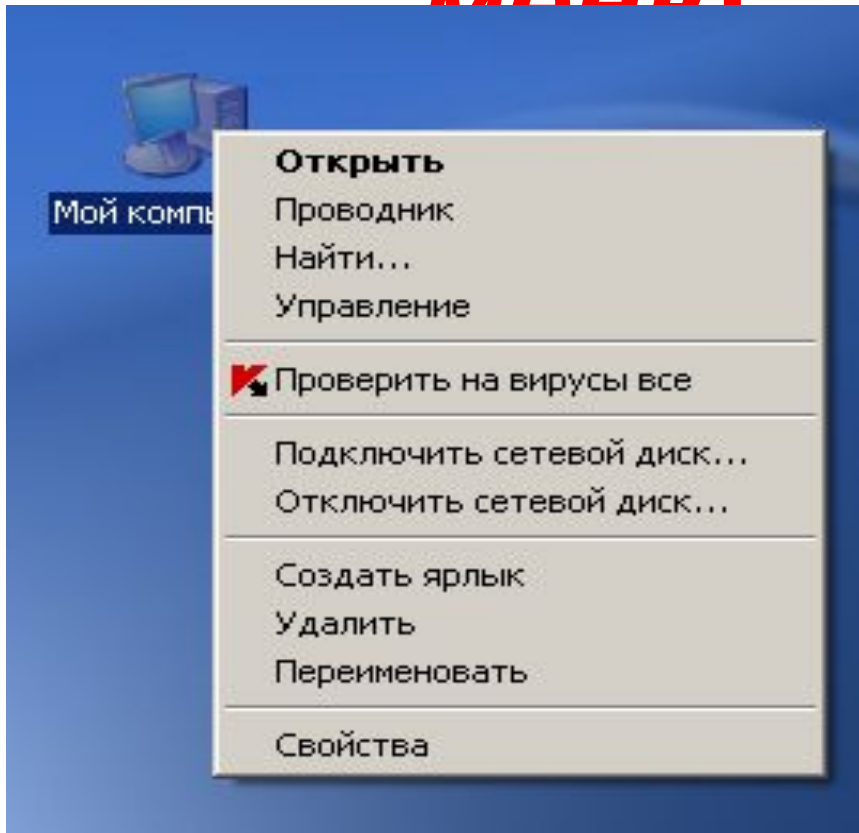 Мой компь
Открыть
Проводник
Найти...
Управление
Проверить на вирусы все
Подключить сетевой диск...
Отключить сетевой диск...
Создать ярлык
Удалить
Переименовать
Свойства